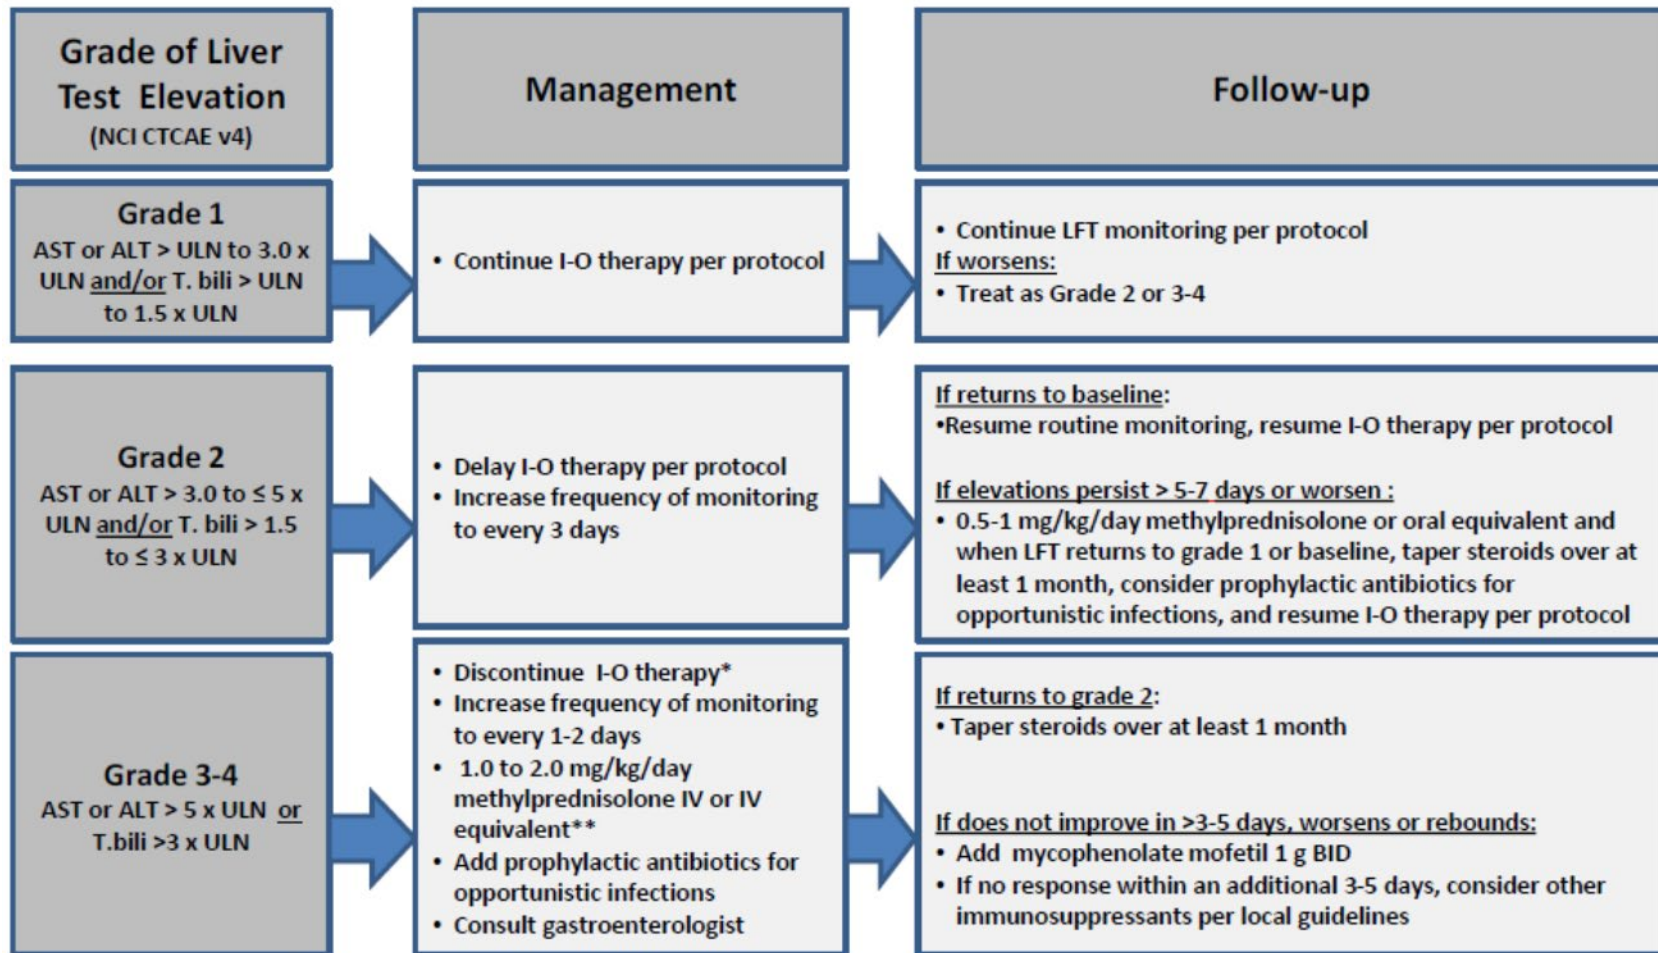 Grade of Liver
Test Elevation
(NCI CTCAE v4)
Management
Follow-up
Grade 1
AST or ALT > ULN to 3.0 x
ULN and/or T. bili > ULN
to 1.5 x ULN
• Continue I-O therapy per protocol
• Continue LFT monitoring per protocol
If worsens:
• Treat as Grade 2 or 3-4
Grade 2
AST or ALT > 3.0 to ≤ 5 x
ULN and/or T. bili > 1.5
to ≤ 3 x ULN
• Delay I-O therapy per protocol
• Increase frequency of monitoring
to every 3 days
If returns to baseline:
•Resume routine monitoring, resume I-O therapy per protocol
If elevations persist > 5-7 days or worsen :
• 0.5-1 mg/kg/day methylprednisolone or oral equivalent and
when LFT returns to grade 1 or baseline, taper steroids over at
least 1 month, consider prophylactic antibiotics for
opportunistic infections, and resume I-O therapy per protocol
Grade 3-4
AST or ALT > 5 x ULN or
T.bili >3 x ULN
• Discontinue I-O therapy*
• Increase frequency of monitoring
to every 1-2 days
• 1.0 to 2.0 mg/kg/day
methylprednisolone IV or IV
equivalent**
• Add prophylactic antibiotics for
opportunistic infections
• Consult gastroenterologist
If returns to grade 2:
• Taper steroids over at least 1 month
If does not improve in >3-5 days, worsens or rebounds:
• Add mycophenolate mofetil 1 g BID
• If no response within an additional 3-5 days, consider other
immunosuppressants per local guidelines